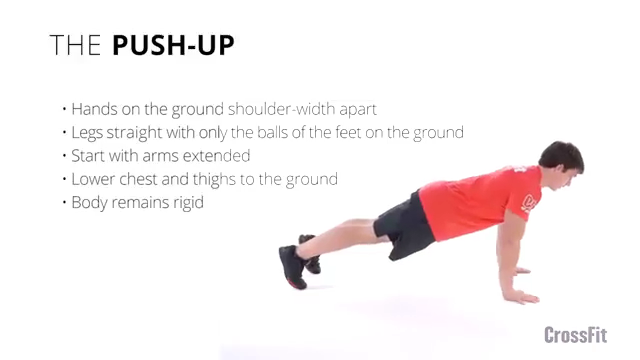 THE PUSH-UP
• Hands on the ground shoulder-width apart
• Legs straight with only the balls of the feet on the ground
• Start with arms extended
• Lower chest and thighs to the ground
• Body remains rigid
CrossFit